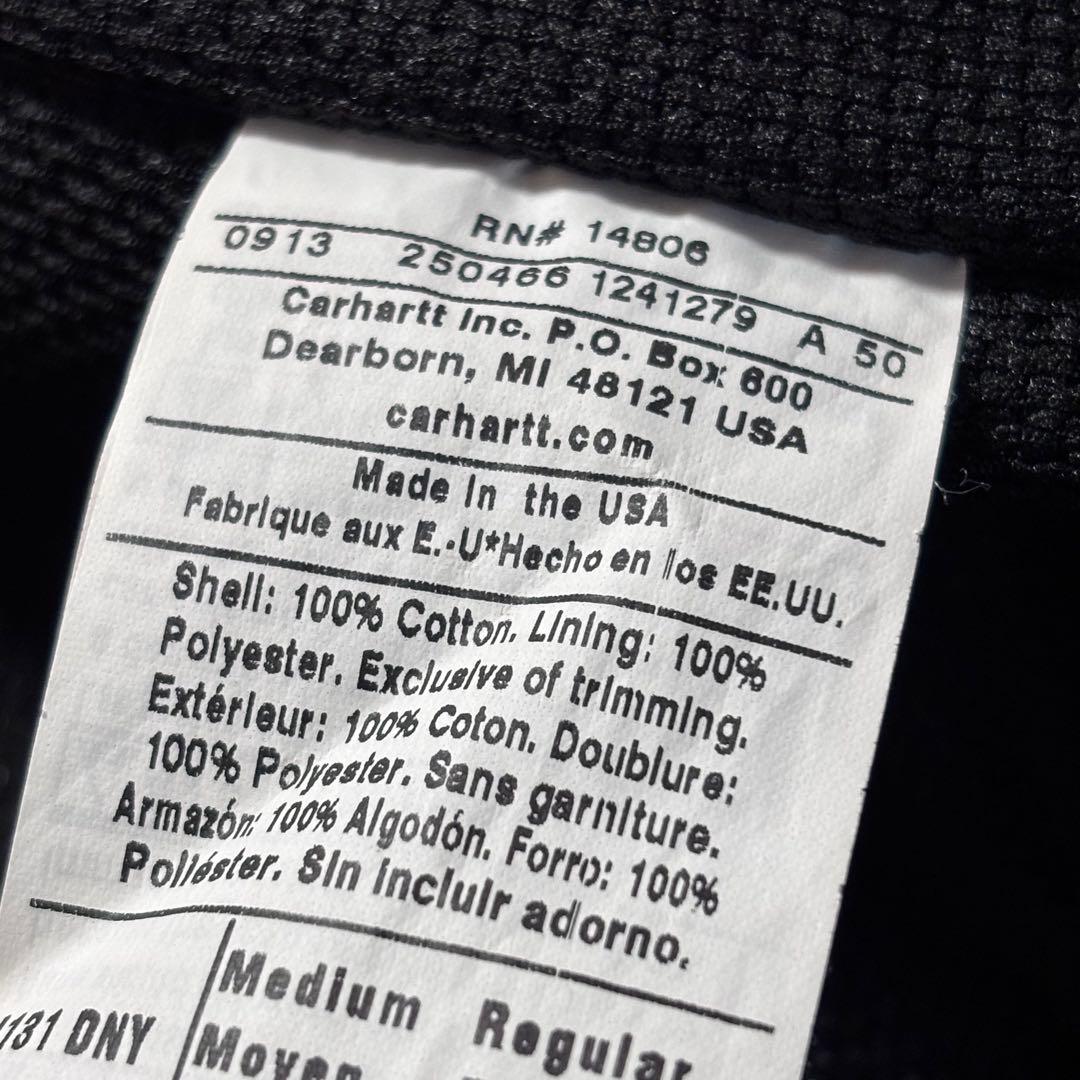 RN# 14806
0913 250466 1241279 A 50
Carhartt Inc. P.O. Box 600
Dearborn, MI 48121 USA
carhartt.com
Made in the USA
Fabrique aux E.-U*Hecho en los EE.UU.
Shell: 100% Cotton. Lining: 100%
Polyester. Exclusive of trimming.
Extérieur: 100% Coton. Doublure:
100% Polyester. Sans garniture.
Armazón: 100% Algodón. Forro: 100%
Poliéster. Sin incluir adorno.
Medium Regular
131 DNY
Moyen